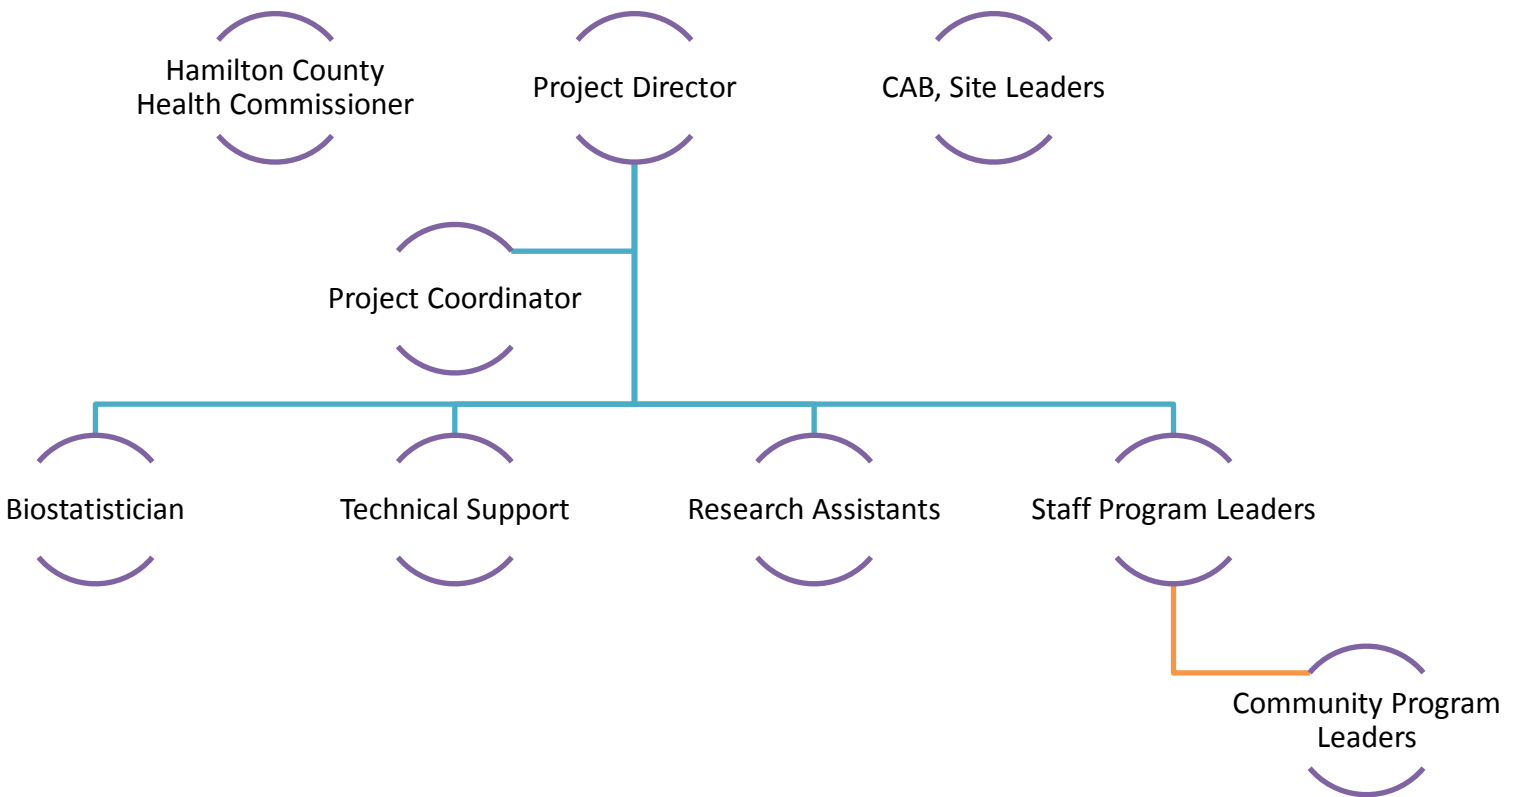 Hamilton County
Health Commissioner
Project Director
CAB, Site Leaders
Project Coordinator
Biostatistician
Technical Support
Research Assistants
Staff Program Leaders
Community Program
Leaders